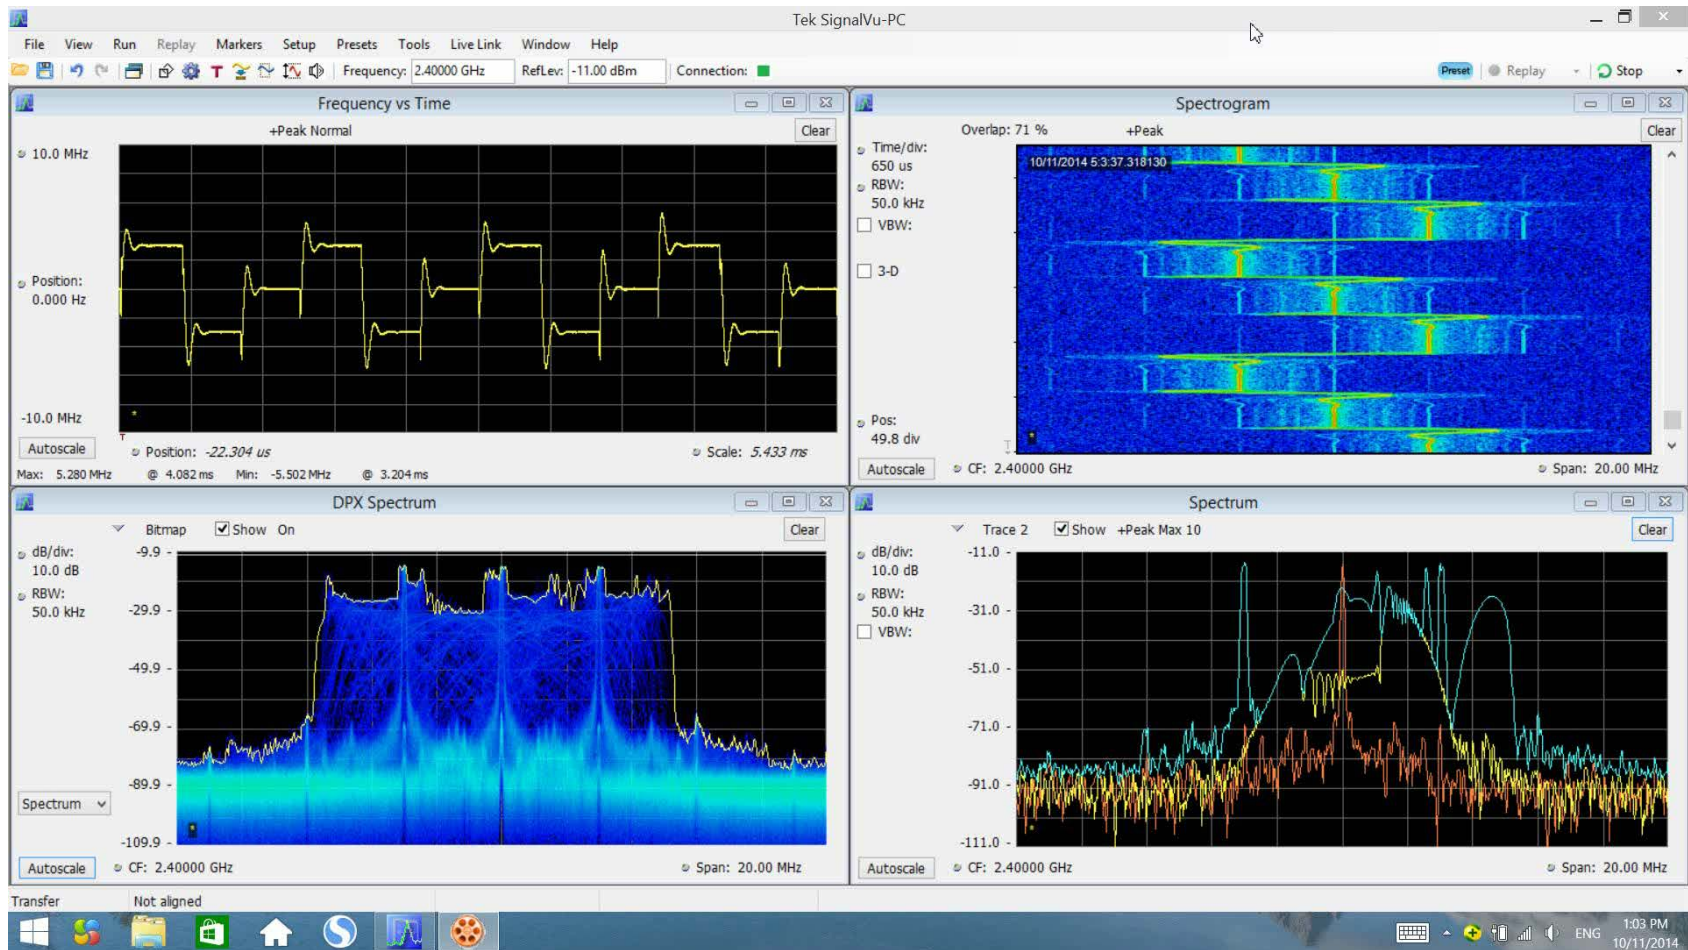 Tek SignalVu-PC
File View Run Replay Markers Setup Presets Tools Live Link Window Help
T Frequency: 2.40000 GHz RefLev: -11.00 dBm Connection: Preset Replay Stop
Frequency vs Time
+Peak Normal Clear
10.0 MHz
Position:
0.000 Hz
-10.0 MHz
T
Autoscale Position: -22.304 us Scale: 5.433 ms
Max: 5.280 MHz @ 4.082 ms Min: -5.502 MHz @ 3.204 ms
Spectrogram
Overlap: 71 % +Peak Clear
Time/div:
650 us
RBW:
50.0 kHz
VBW:
3-D
10/11/2014 5:3:37.318130
Pos:
49.8 div
Autoscale CF: 2.40000 GHz Span: 20.00 MHz
DPX Spectrum
Bitmap Show On Clear
dB/div:
10.0 dB
RBW:
50.0 kHz
-9.9
-29.9
-49.9
-69.9
-89.9
-109.9
Spectrum
Autoscale CF: 2.40000 GHz Span: 20.00 MHz
Spectrum
Trace 2 Show +Peak Max 10 Clear
dB/div:
10.0 dB
RBW:
50.0 kHz
VBW:
-11.0
-31.0
-51.0
-71.0
-91.0
-111.0
Autoscale CF: 2.40000 GHz Span: 20.00 MHz
Transfer Not aligned
ENG
1:03 PM
10/11/2014